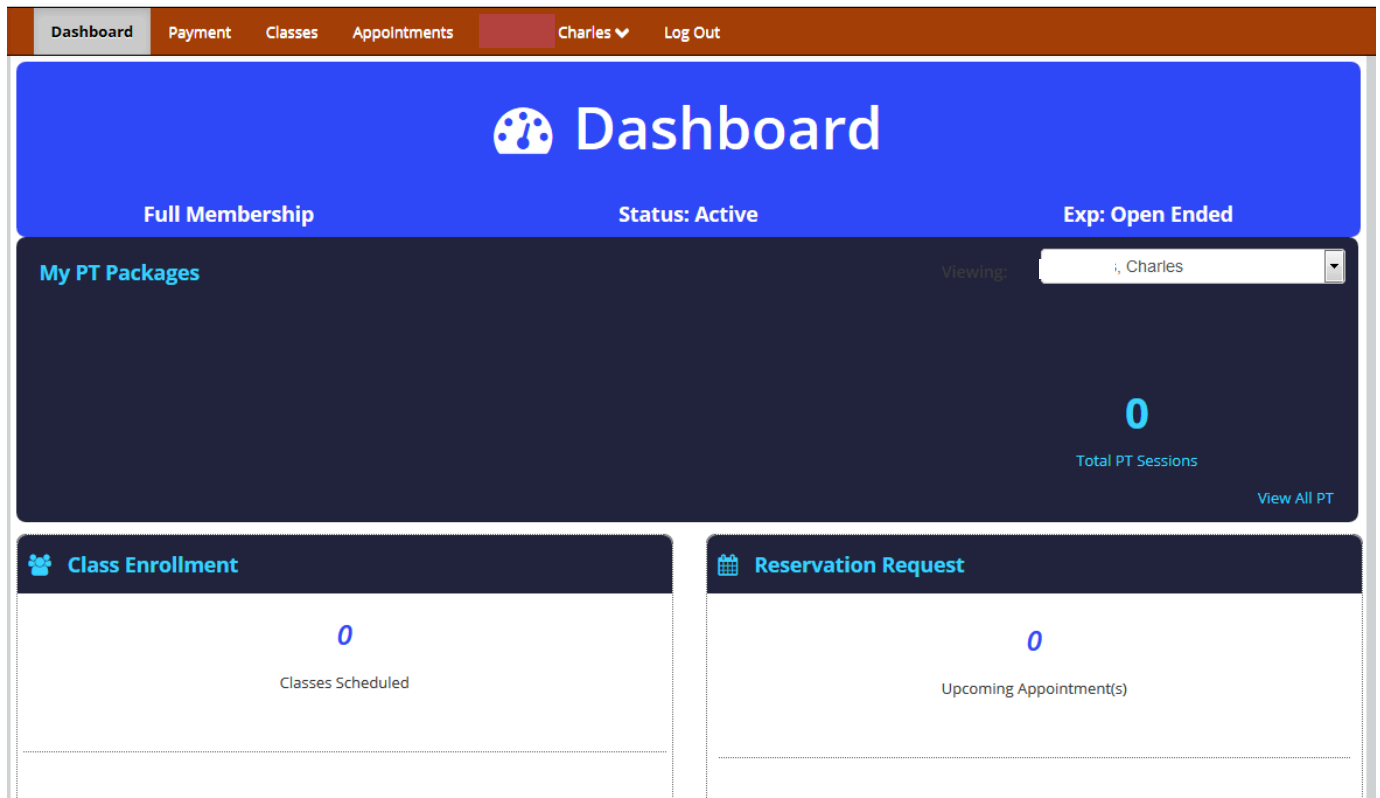 Dashboard Payment Classes Appointments Charles Log Out
Dashboard
Full Membership Status: Active Exp: Open Ended
My PT Packages Viewing: , Charles
0
Total PT Sessions
View All PT
Class Enrollment
0
Classes Scheduled
Reservation Request
0
Upcoming Appointment(s)